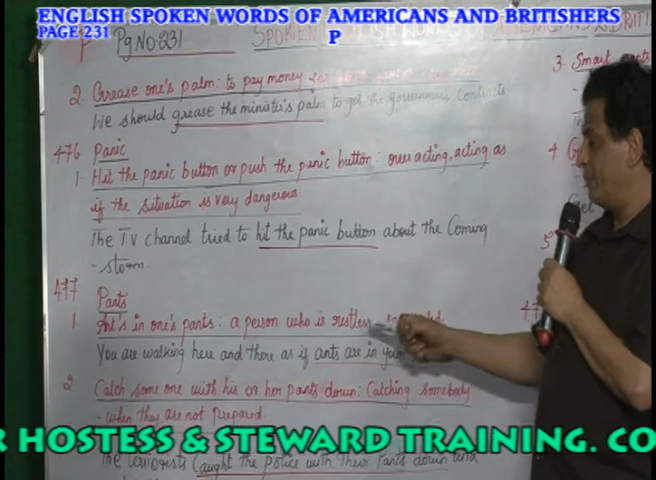 ENGLISH SPOKEN WORDS OF AMERICANS AND BRITISHERS
PAGE 231
P
P Pg.No.231 SPOKEN
2 Grease one's palm: to pay money
We should grease the minister's palm to get the government contracts
476 Panic
1 Hit the panic button or push the panic button: over acting, acting as
if the situation is very dangerous
The TV channel tried to hit the panic button about the coming
-storm.
477 Pants
1 Ant's in one's pants: a person who is restless
You are walking here and there as if ants are in your
2 Catch some one with his or her pants down: Catching somebody
-when they are not prepared.
The terrorists caught the police with their pants down and
3. Smart
4
R HOSTESS & STEWARD TRAINING. CO